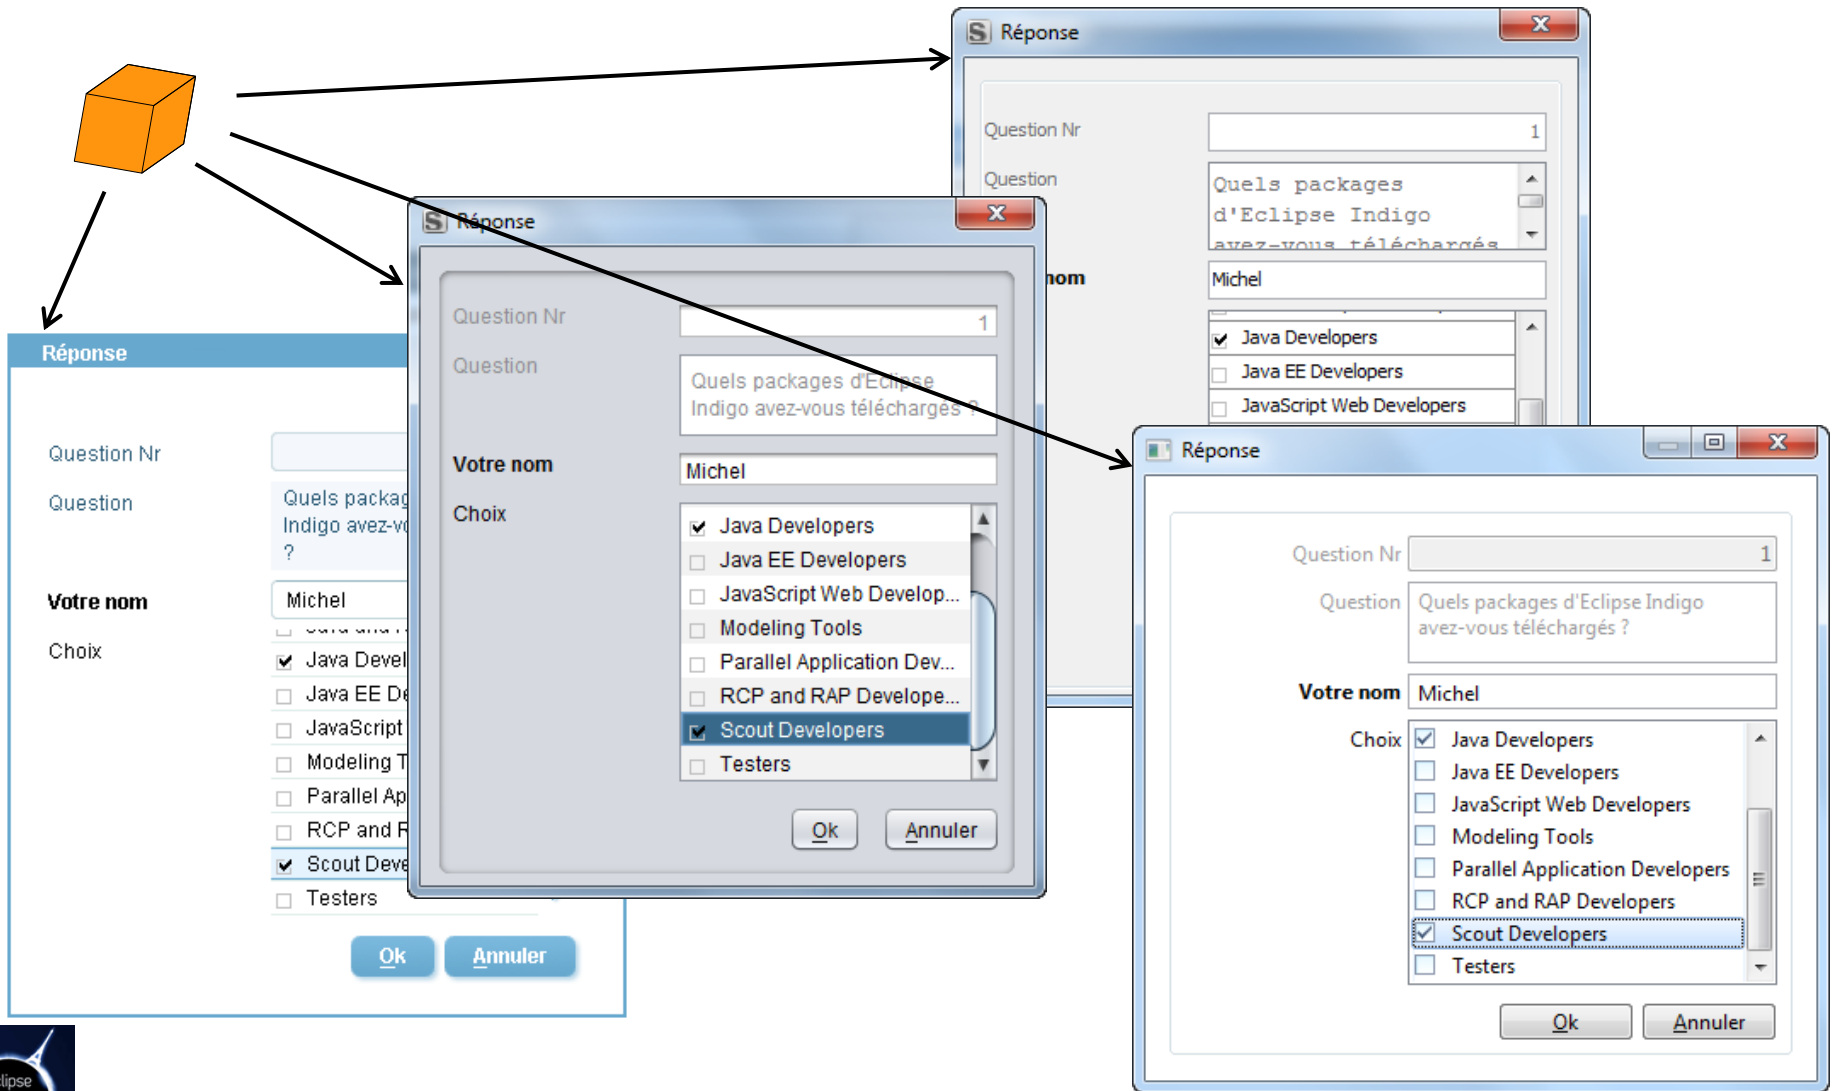 Réponse
Question Nr 1
Question
Quels packages
d'Eclipse Indigo
avez-vous téléchargés
nom
Michel
Java Developers
Java EE Developers
JavaScript Web Developers
Réponse
Question Nr 1
Question
Quels packages d'Eclipse
Indigo avez-vous téléchargés ?
Votre nom
Michel
Choix
Java Developers
Java EE Developers
JavaScript Web Develop...
Modeling Tools
Parallel Application Dev...
RCP and RAP Develope...
Scout Developers
Testers
Ok Annuler
Réponse
Question Nr
Question
Quels
Indigo
?
Votre nom
Michel
Choix
Java
Java EE
JavaScript
Modeling
Parallel
RCP and
Scout
Testers
Ok Annuler
Réponse
Question Nr 1
Question
Quels packages d'Eclipse Indigo
avez-vous téléchargés ?
Votre nom
Michel
Choix
Java Developers
Java EE Developers
JavaScript Web Developers
Modeling Tools
Parallel Application Developers
RCP and RAP Developers
Scout Developers
Testers
Ok Annuler